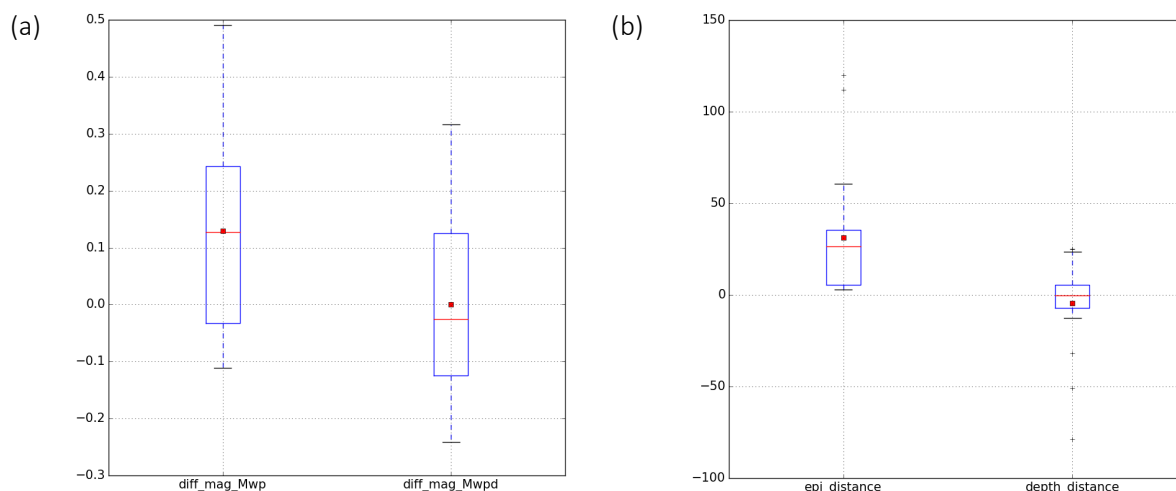 (a)
0.5
0.4
0.3
0.2
0.1
0.0
−0.1
−0.2
−0.3
diff_mag_Mwp
diff_mag_Mwpd
(b)
150
100
50
0
−50
−100
epi_distance
depth_distance